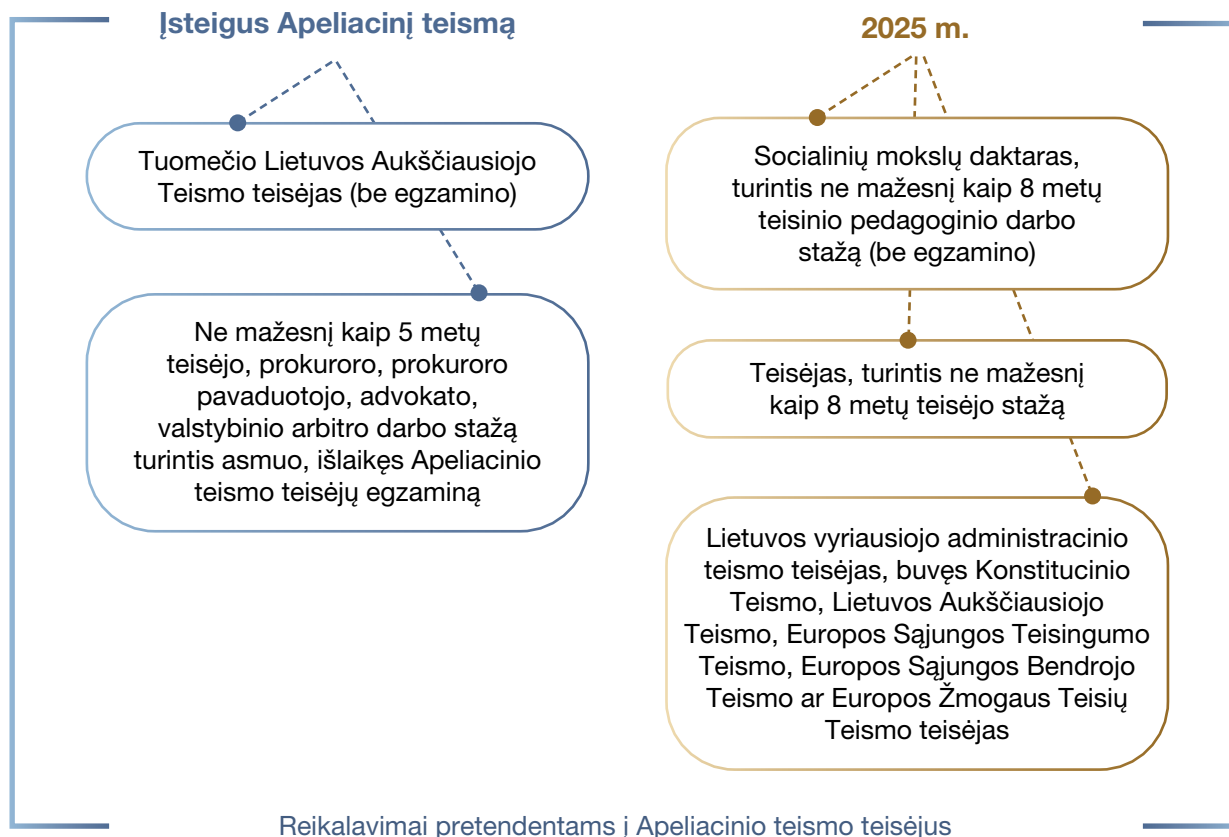 Įsteigus Apeliacinį teismą
Tuomečio Lietuvos Aukščiausiojo
Teismo teisėjas (be egzamino)
Ne mažesnį kaip 5 metų
teisėjo, prokuroro, prokuroro
pavaduotojo, advokato,
valstybinio arbitro darbo stažą
turintis asmuo, išlaikęs Apeliacinio
teismo teisėjų egzaminą
2025 m.
Socialinių mokslų daktaras,
turintis ne mažesnį kaip 8 metų
teisinio pedagoginio darbo
stažą (be egzamino)
Teisėjas, turintis ne mažesnį
kaip 8 metų teisėjo stažą
Lietuvos vyriausiojo administracinio
teismo teisėjas, buvęs Konstitucinio
Teismo, Lietuvos Aukščiausiojo
Teismo, Europos Sąjungos Teisingumo
Teismo, Europos Sąjungos Bendrojo
Teismo ar Europos Žmogaus Teisių
Teismo teisėjas
Reikalavimai pretendentams į Apeliacinio teismo teisėjus